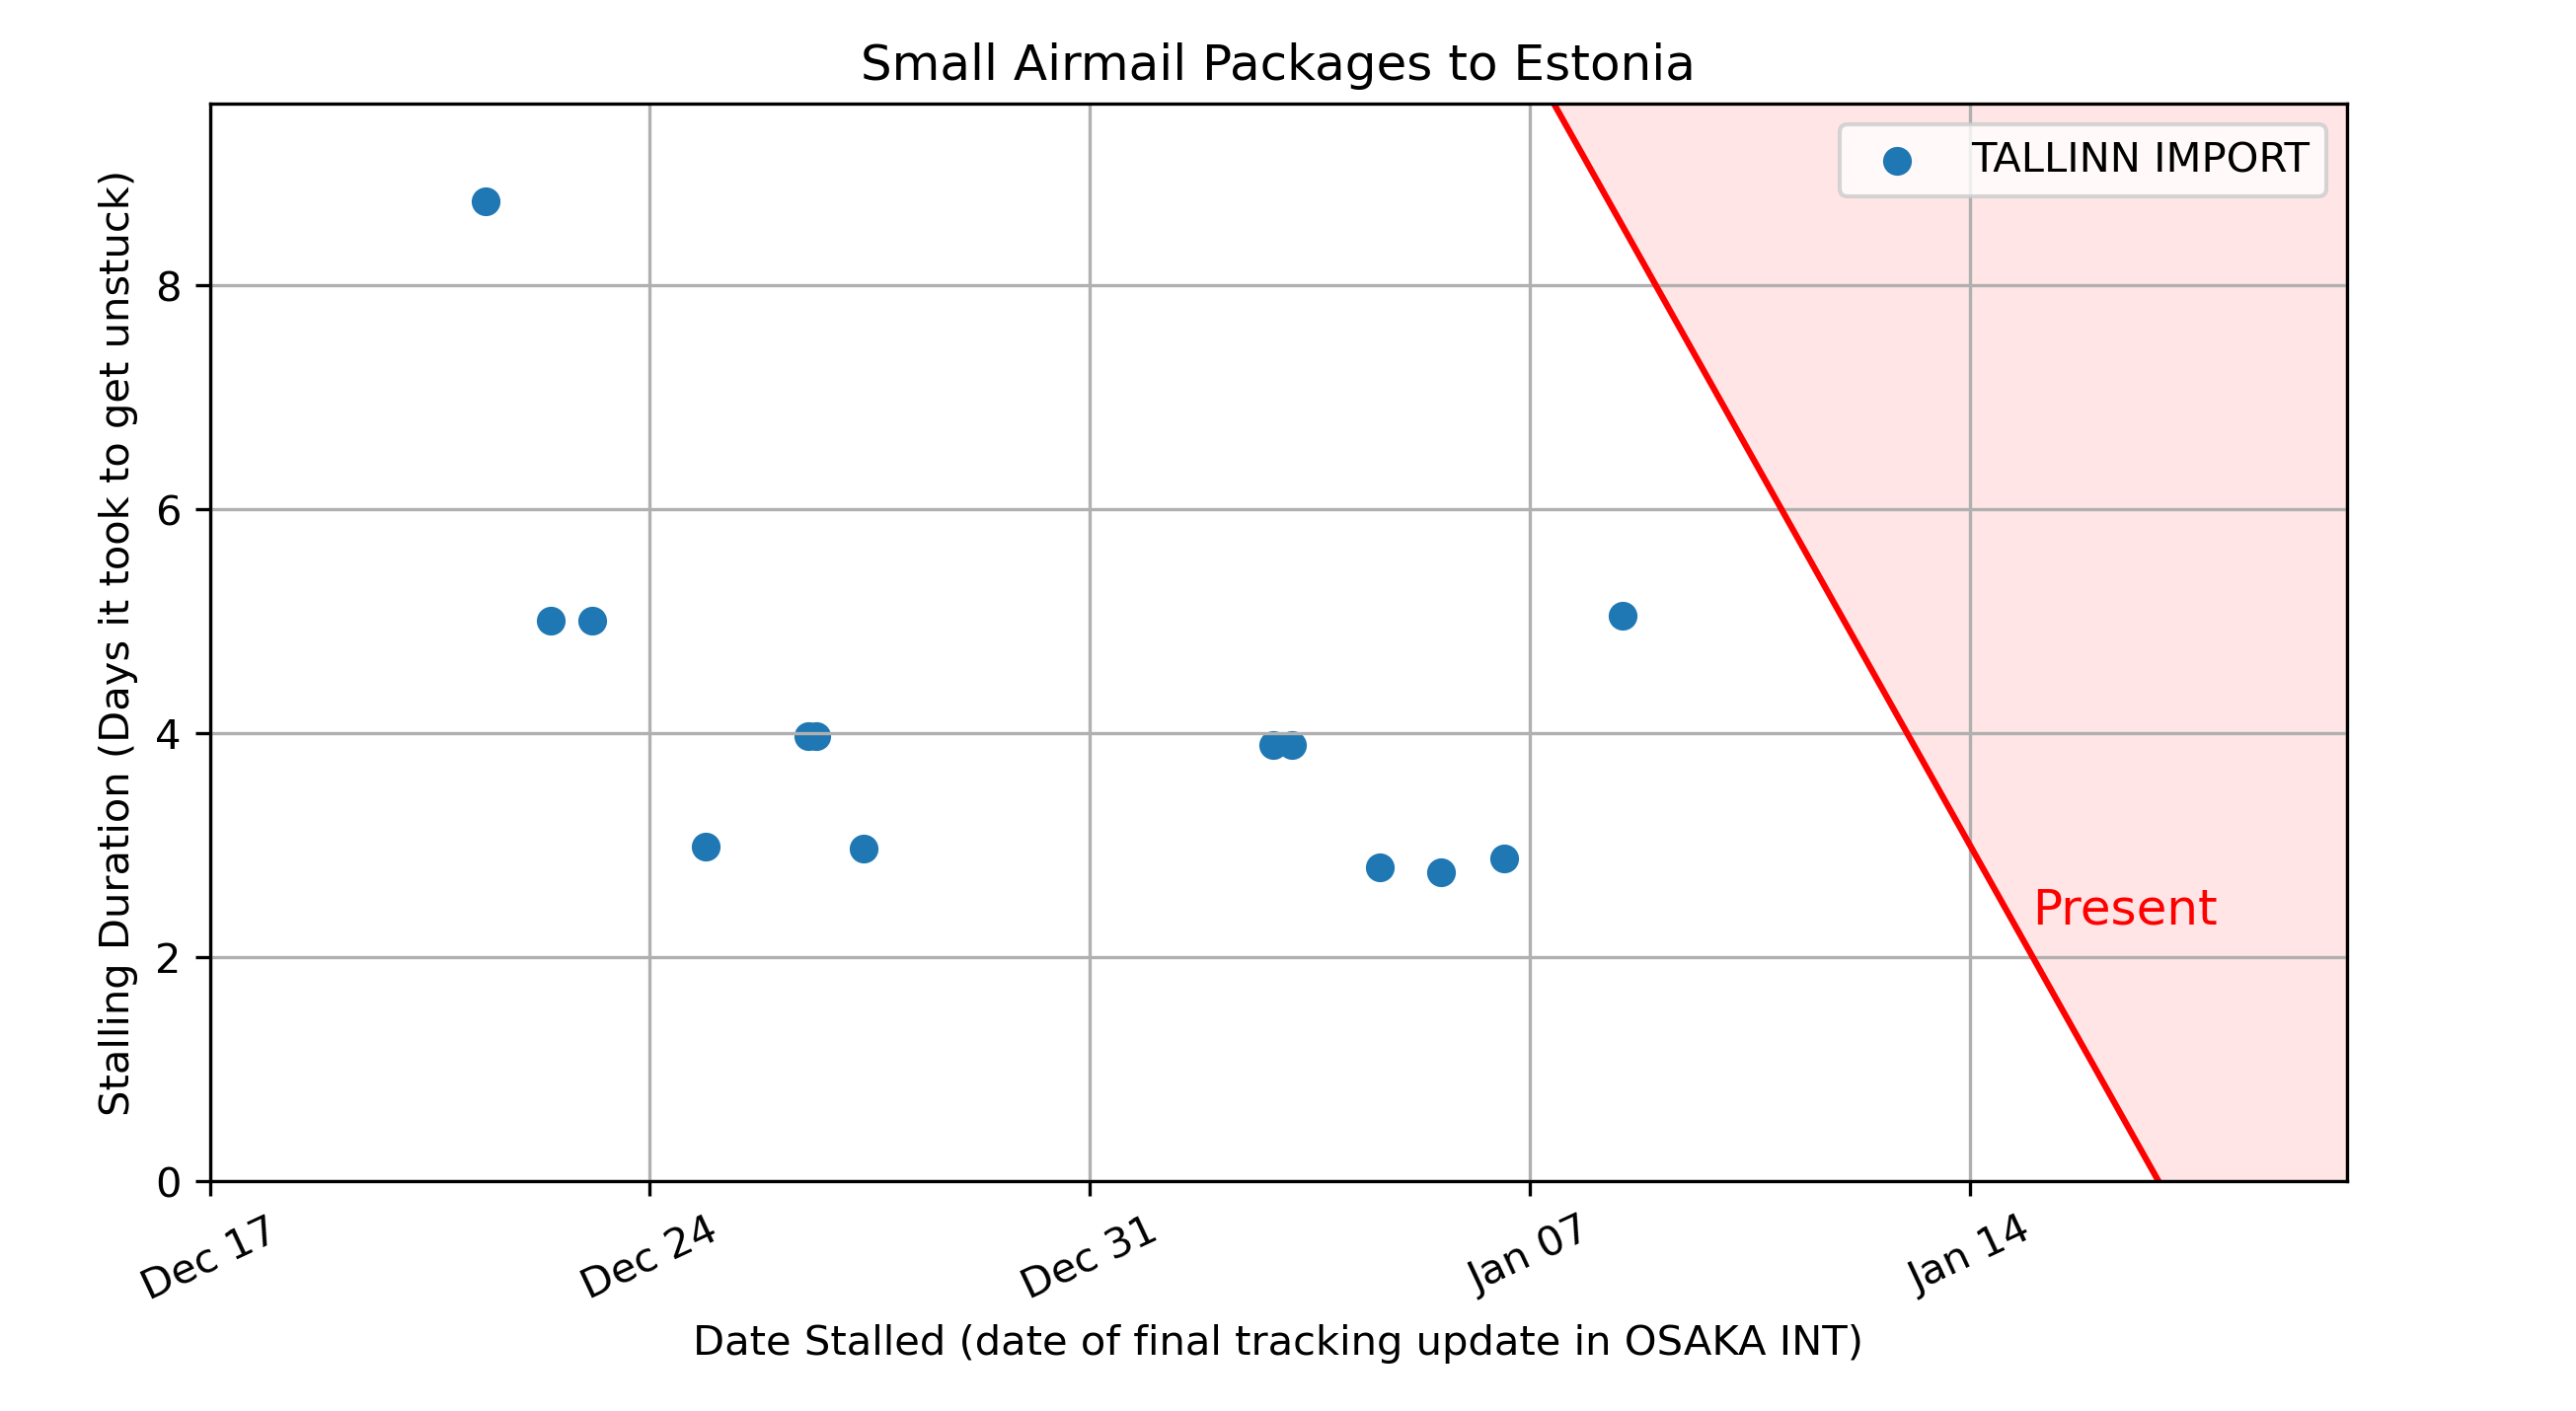 Small Airmail Packages to Estonia
TALLINN IMPORT
Stalling Duration (Days it took to get unstuck)
8
6
4
2
0
Present
Dec 17
Dec 24
Dec 31
Jan 07
Jan 14
Date Stalled (date of final tracking update in OSAKA INT)